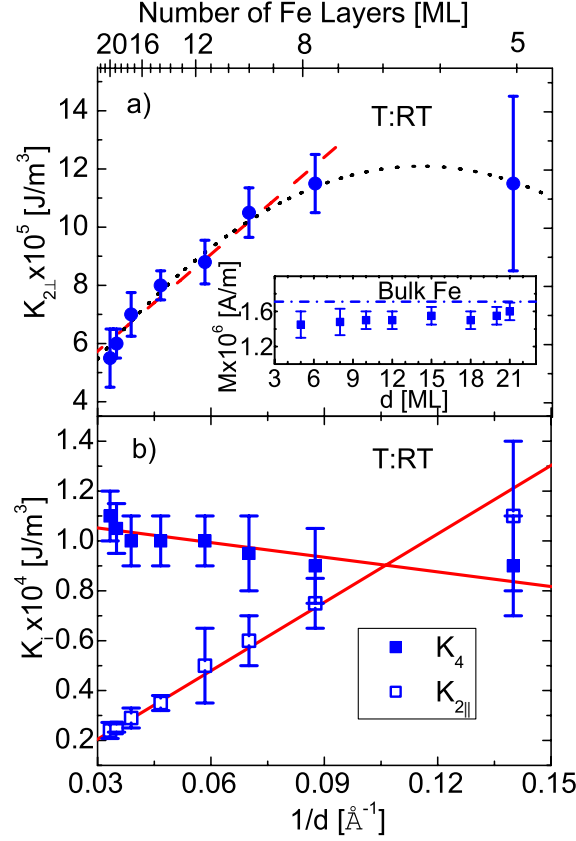 Number of Fe Layers [ML]
20 16 12 8 5
a)
T:RT
K2⊥x10^5 [J/m^3]
14
12
10
8
6
4
Bulk Fe
Mx10^6 [A/m]
1.6
1.2
3 6 9 12 15 18 21
d [ML]
b)
T:RT
K_i x10^4 [J/m^3]
1.4
1.2
1.0
0.8
0.6
0.4
0.2
K4
K2||
0.03 0.06 0.09 0.12 0.15
1/d [Å^-1]